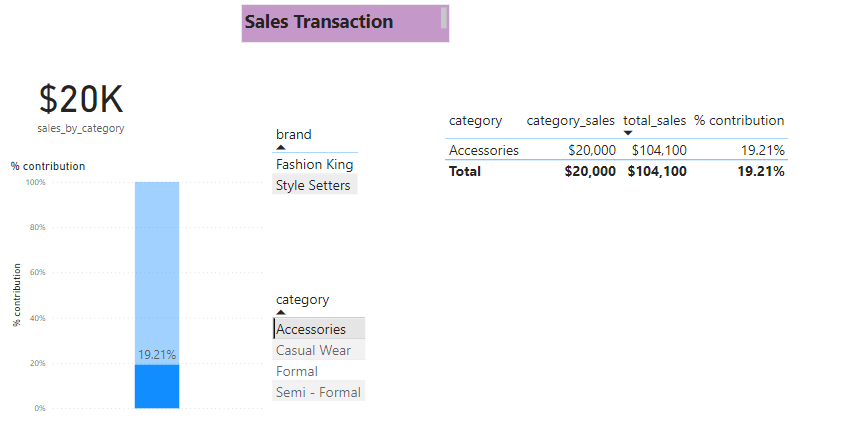 Sales Transaction
$20K
sales_by_category
% contribution
100%
80%
60%
40%
20%
0%
% contribution
19.21%
brand
Fashion King
Style Setters
category
Accessories
Casual Wear
Formal
Semi - Formal
category category_sales total_sales % contribution
Accessories $20,000 $104,100 19.21%
Total $20,000 $104,100 19.21%